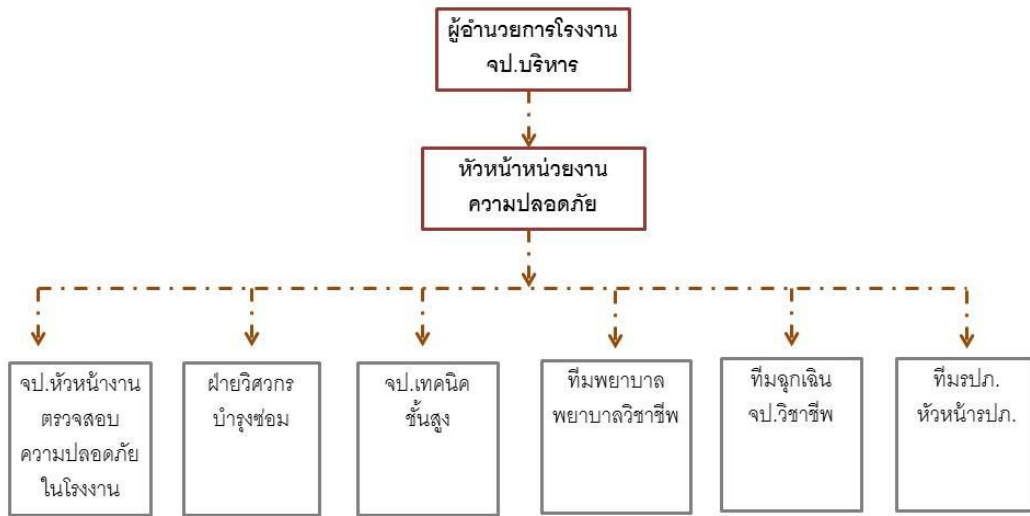 ผู้อำนวยการโรงงาน
จป.บริหาร
หัวหน้าหน่วยงาน
ความปลอดภัย
จป.หัวหน้างาน
ตรวจสอบ
ความปลอดภัย
ในโรงงาน
ฝ่ายวิศวกร
บำรุงซ่อม
จป.เทคนิค
ชั้นสูง
ทีมพยาบาล
พยาบาลวิชาชีพ
ทีมฉุกเฉิน
จป.วิชาชีพ
ทีมรปภ.
หัวหน้ารปภ.